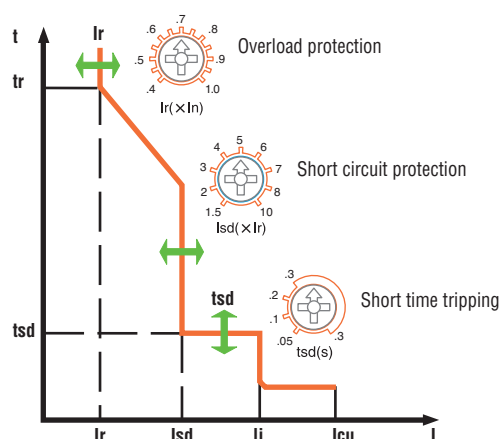 t
Ir
tr
.4
.5
.6
.7
.8
.9
1.0
Ir(×In)
Overload protection
1.5
2
3
4
5
6
7
8
10
Isd(×Ir)
Short circuit protection
tsd
tsd
.05
.1
.2
.3
.3
tsd(s)
Short time tripping
Ir
Isd
Ii
Icu
I